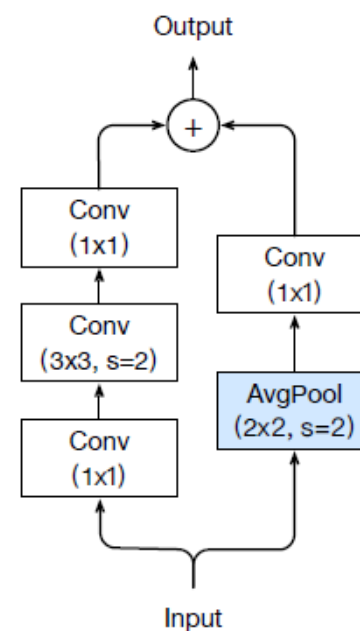 Output
+
Conv
(1x1)
Conv
(3x3, s=2)
Conv
(1x1)
Conv
(1x1)
AvgPool
(2x2, s=2)
Input